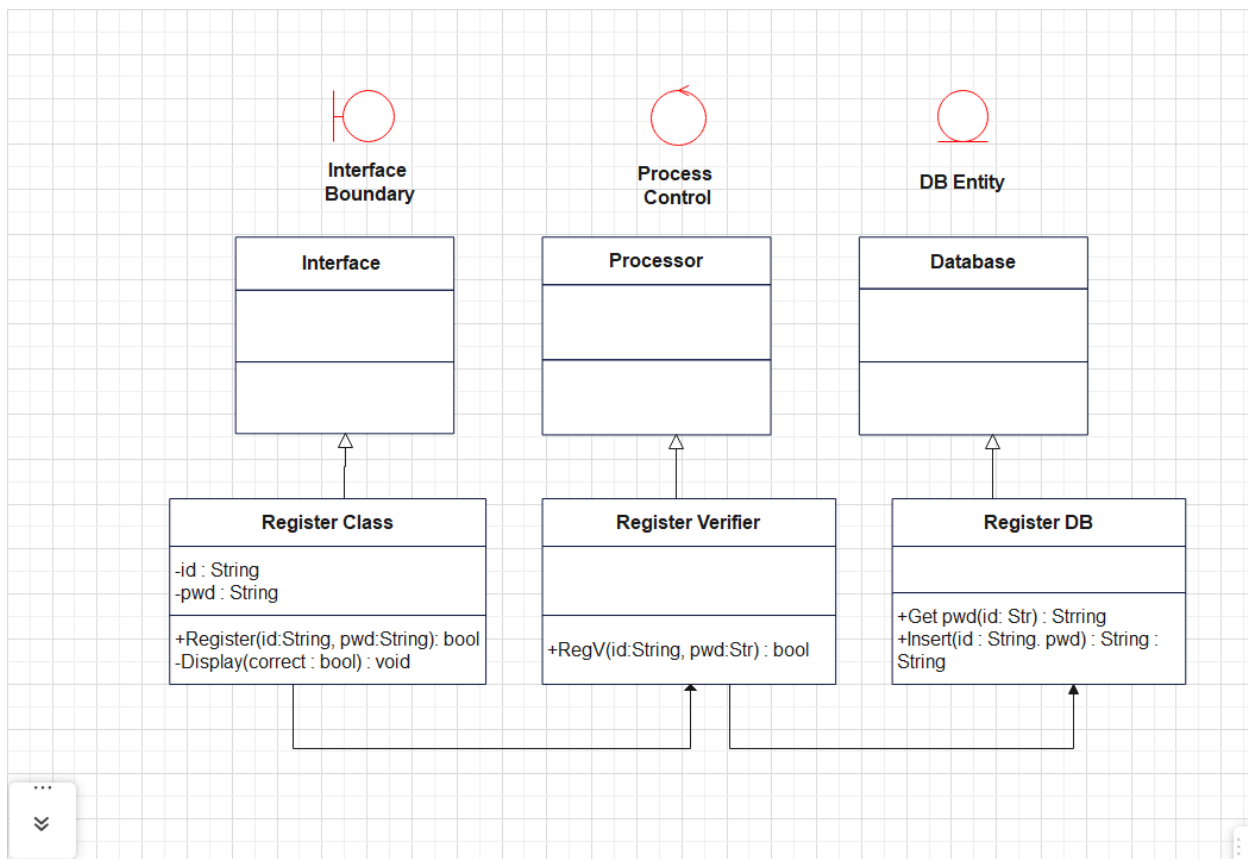 Interface
Boundary
Process
Control
DB Entity
Interface
Processor
Database
Register Class
-id : String
-pwd : String
+Register(id:String, pwd:String): bool
-Display(correct : bool) : void
Register Verifier
+RegV(id:String, pwd:Str) : bool
Register DB
+Get pwd(id: Str) : Strring
+Insert(id : String. pwd) : String :
String